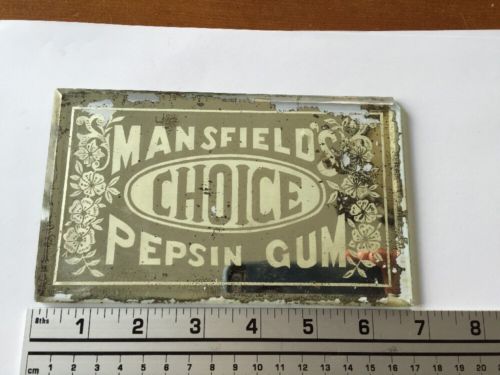 MANSFIELD'S
CHOICE
PEPSIN GUM
8ths 1 2 3 4 5 6 7 8
cm 1 2 3 4 5 6 7 8 9 10 11 12 13 14 15 16 17 18 19 20